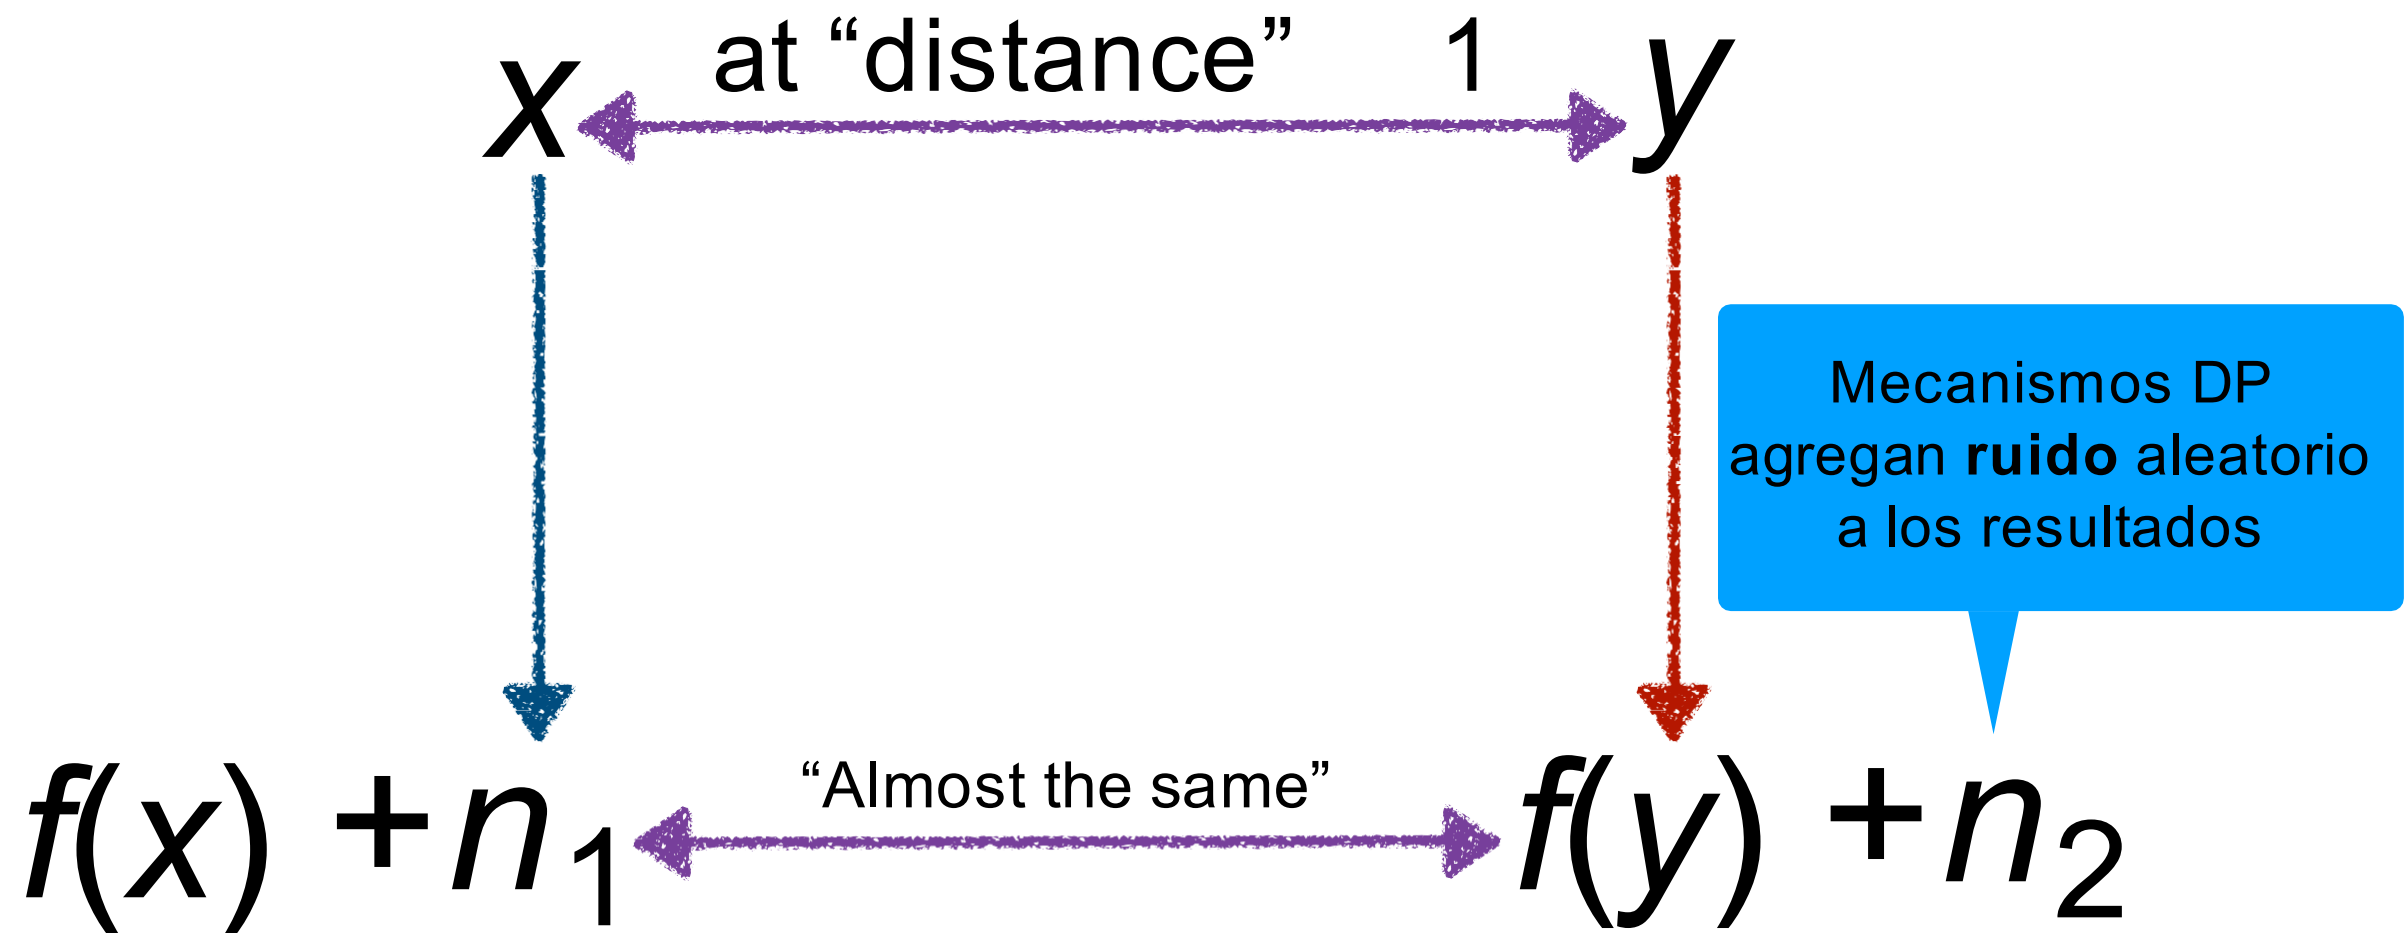 x at “distance” 1 y
Mecanismos DP
agregan ruido aleatorio
a los resultados
“Almost the same”
f(x) + n1 f(y) + n2